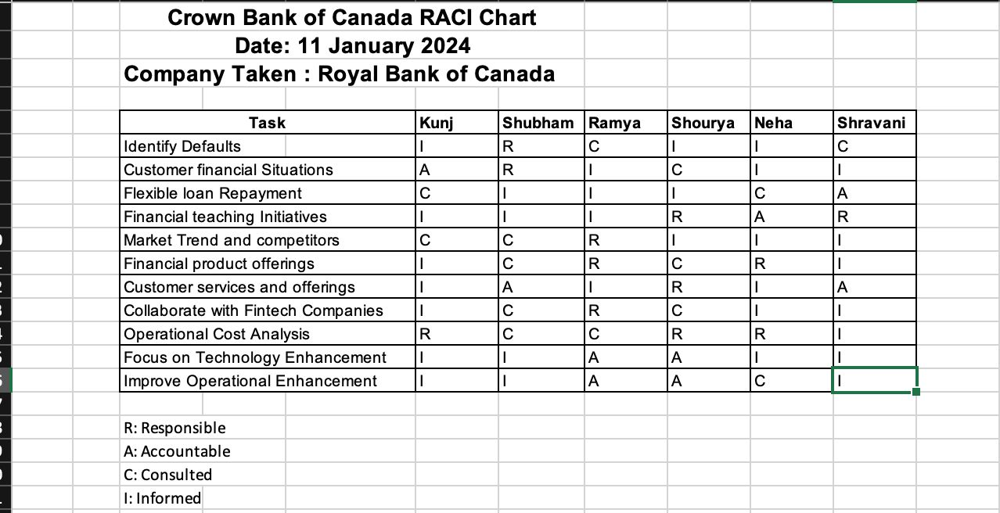 Crown Bank of Canada RACI Chart
Date: 11 January 2024
Company Taken : Royal Bank of Canada
Task Kunj Shubham Ramya Shourya Neha Shravani
Identify Defaults I R C I I C
Customer financial Situations A R I C I I
Flexible loan Repayment C I I I C A
Financial teaching Initiatives I I I R A R
Market Trend and competitors C C R I I I
Financial product offerings I C R C R I
Customer services and offerings I A I R I A
Collaborate with Fintech Companies I C R C I I
Operational Cost Analysis R C C R R I
Focus on Technology Enhancement I I A A I I
Improve Operational Enhancement I I A A C I
R: Responsible
A: Accountable
C: Consulted
I: Informed